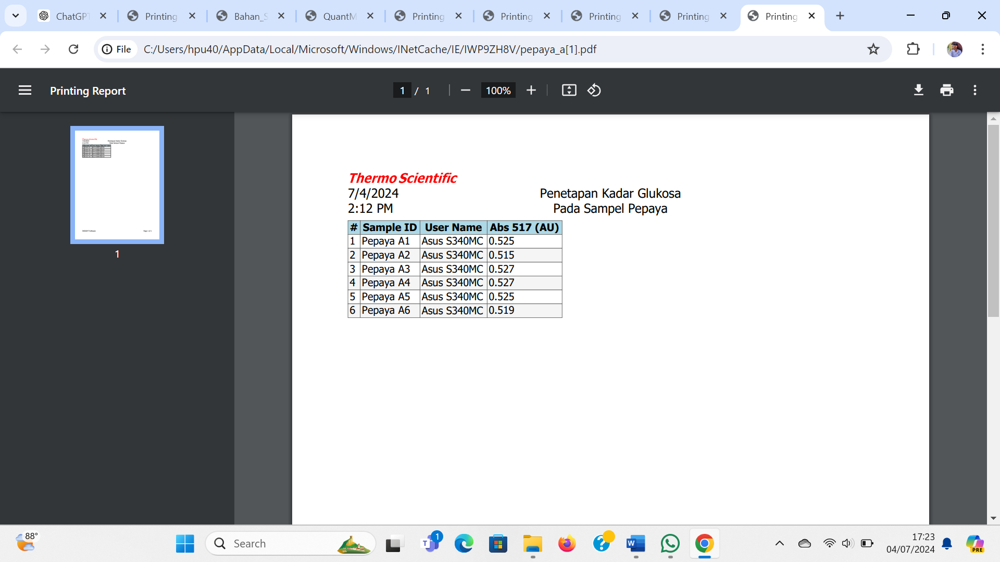 ChatGPT
Printing
Bahan_S
QuantM
Printing
Printing
Printing
Printing
Printing
File
C:/Users/hpu40/AppData/Local/Microsoft/Windows/INetCache/IE/IWP9ZH8V/pepaya_a[1].pdf
Printing Report
1 / 1
100%
1
Thermo Scientific
7/4/2024
Penetapan Kadar Glukosa
2:12 PM
Pada Sampel Pepaya
# Sample ID User Name Abs 517 (AU)
1 Pepaya A1 Asus S340MC 0.525
2 Pepaya A2 Asus S340MC 0.515
3 Pepaya A3 Asus S340MC 0.527
4 Pepaya A4 Asus S340MC 0.527
5 Pepaya A5 Asus S340MC 0.525
6 Pepaya A6 Asus S340MC 0.519
88°
Search
1
17:23
04/07/2024
PRE